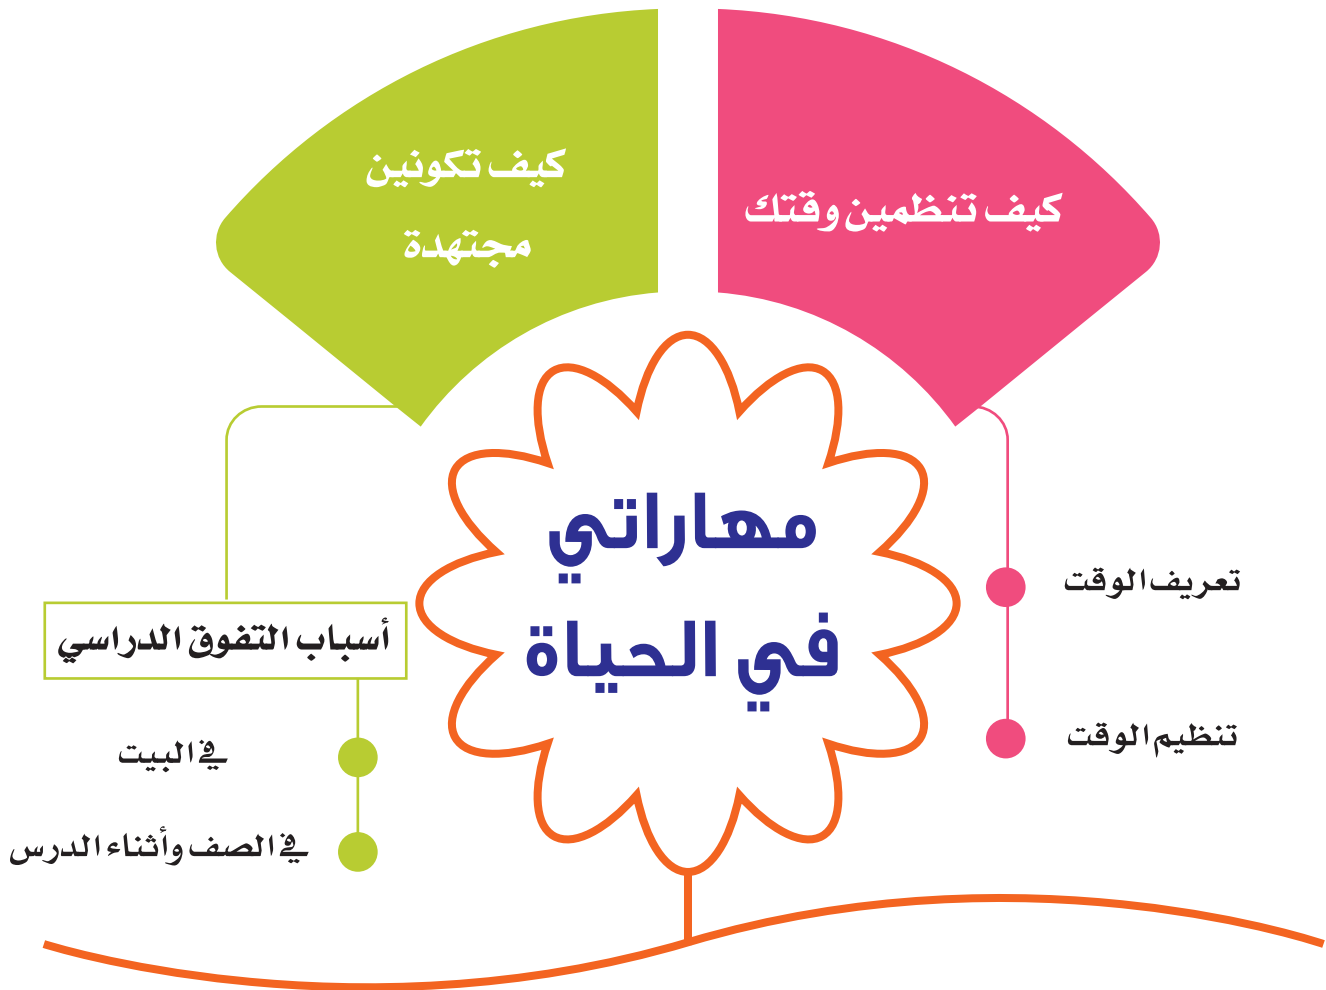 كيف تنظمين وقتك
كيف تكونين
مجتهدة
مهاراتي
في الحياة
تعريف الوقت
تنظيم الوقت
أسباب التفوق الدراسي
في البيت
في الصف وأثناء الدرس